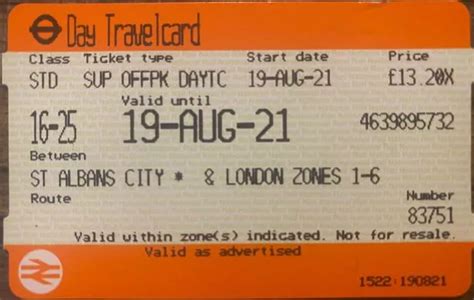 Day Travelcard
Class Ticket type Start date Price
STD SUP OFFPK DAYTC 19-AUG-21 £13.20X
Valid until
16-25 19-AUG-21 4639895732
Between
ST ALBANS CITY * & LONDON ZONES 1-6
Route Number
83751
Valid within zone(s) indicated. Not for resale.
Valid as advertised
1522:190821